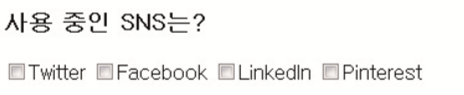 사용 중인 SNS는?
Twitter Facebook LinkedIn Pinterest